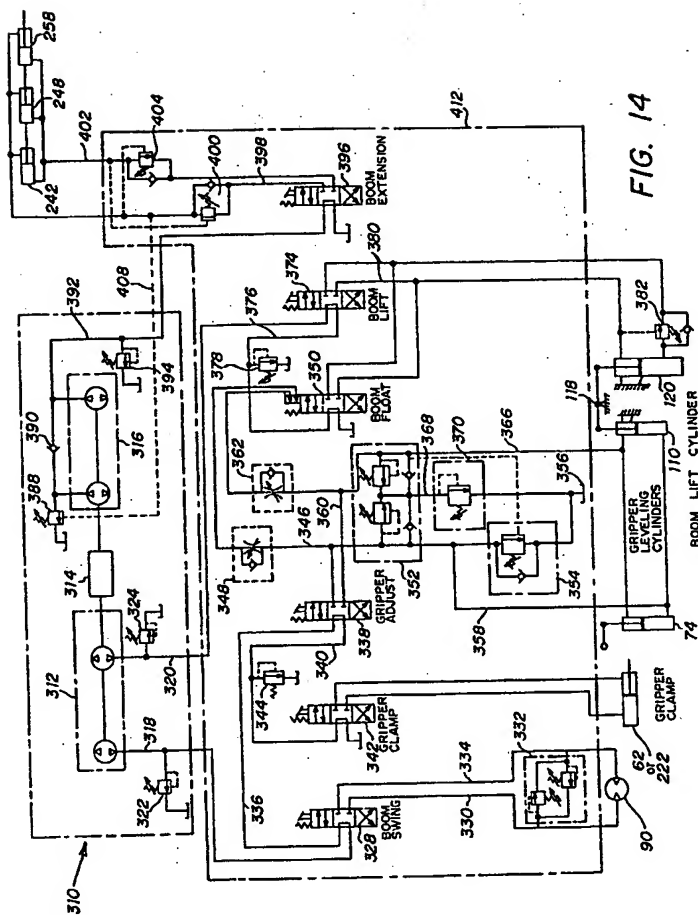 258
248
242
402
404
412
400
398
396
BOOM
EXTENSION
FIG. 14
408
392
394
390
388
316
314
312
324
320
318
322
310
374
376
380
BOOM
LIFT
378
350
BOOM
FLOAT
382
362
360
368
370
366
356
118
120
110
348
346
352
354
358
GRIPPER
ADJUST
338
340
344
342
GRIPPER
CLAMP
336
332
334
328
330
BOOM
SWING
90
GRIPPER
LEVELING
CYLINDERS
BOOM LIFT CYLINDER
74
GRIPPER
CLAMP
62
or
222